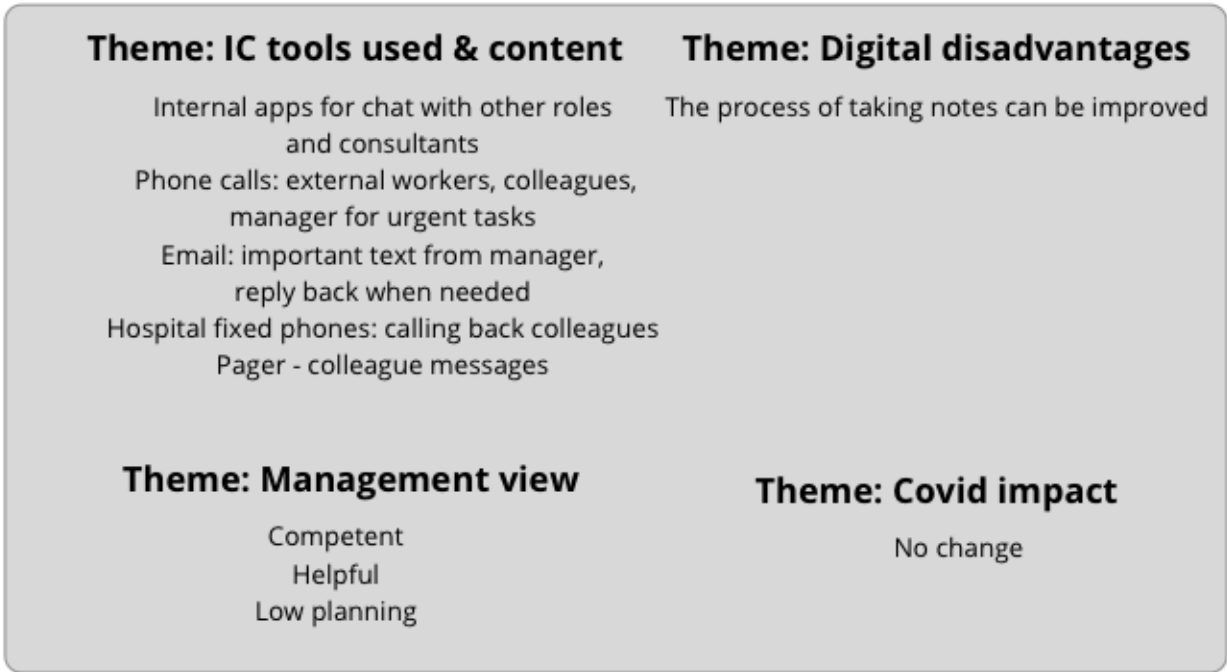 Theme: IC tools used & content
Internal apps for chat with other roles
and consultants
Phone calls: external workers, colleagues,
manager for urgent tasks
Email: important text from manager,
reply back when needed
Hospital fixed phones: calling back colleagues
Pager - colleague messages
Theme: Digital disadvantages
The process of taking notes can be improved
Theme: Management view
Competent
Helpful
Low planning
Theme: Covid impact
No change